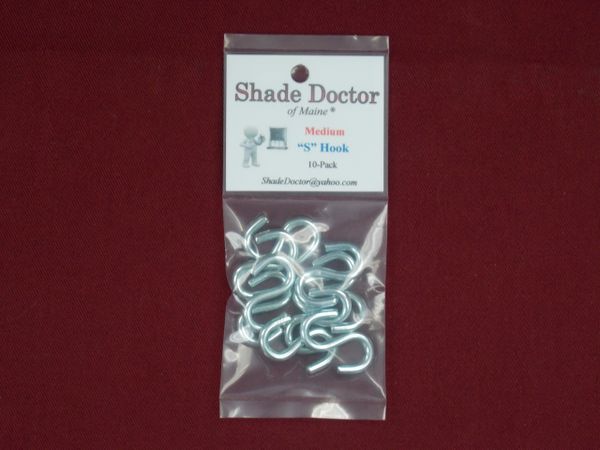 Shade Doctor
of Maine ®
Medium
“S” Hook
10-Pack
ShadeDoctor@yahoo.com